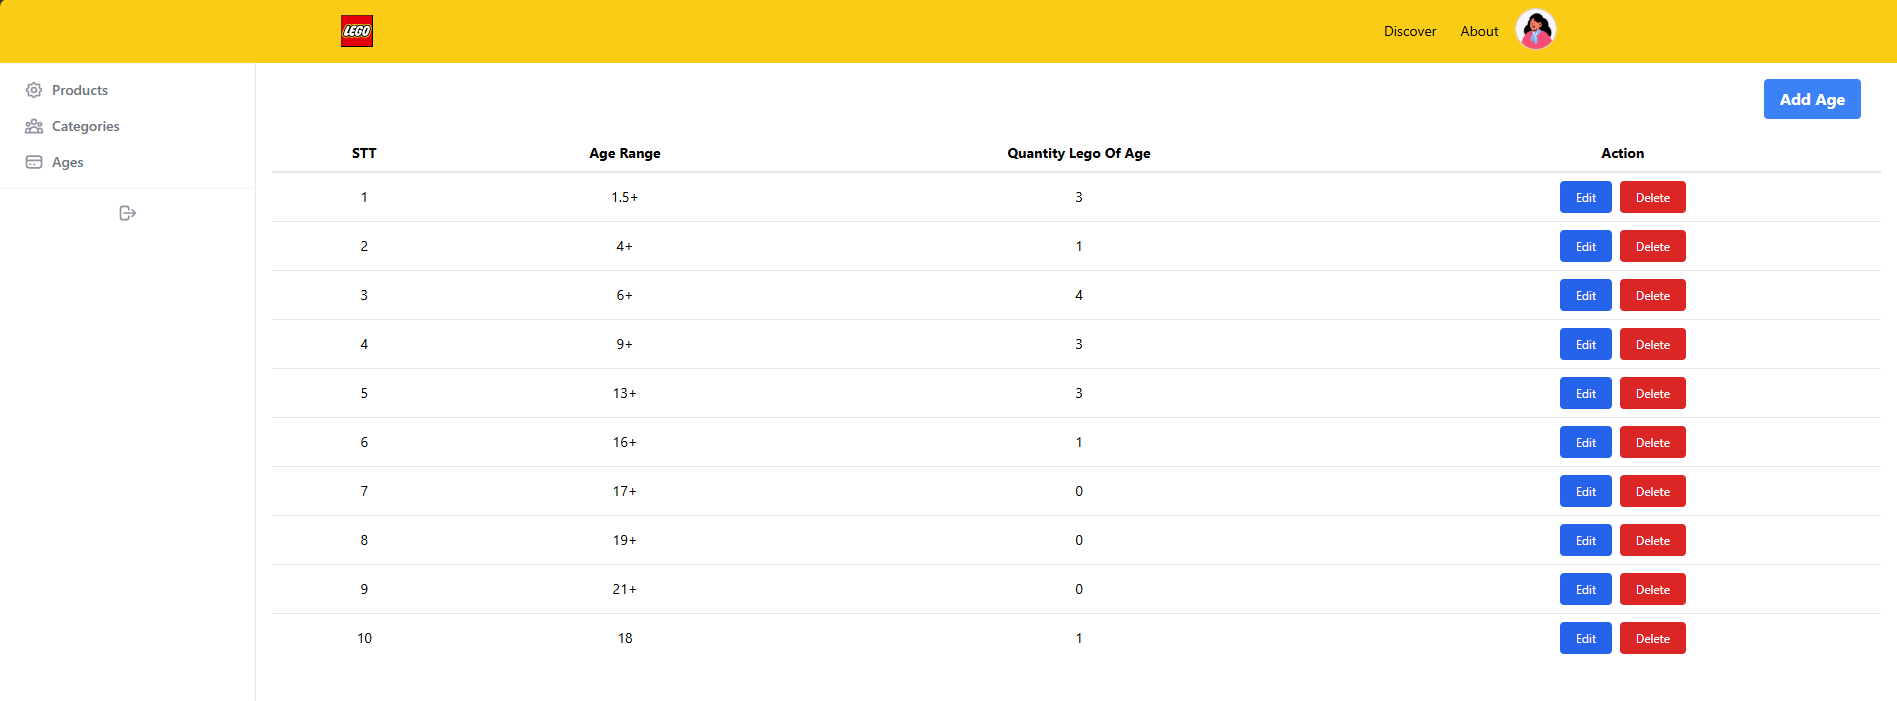 LEGO
Discover About
Products
Categories
Ages
Add Age
STT Age Range Quantity Lego Of Age Action
1 1.5+ 3 Edit Delete
2 4+ 1 Edit Delete
3 6+ 4 Edit Delete
4 9+ 3 Edit Delete
5 13+ 3 Edit Delete
6 16+ 1 Edit Delete
7 17+ 0 Edit Delete
8 19+ 0 Edit Delete
9 21+ 0 Edit Delete
10 18 1 Edit Delete